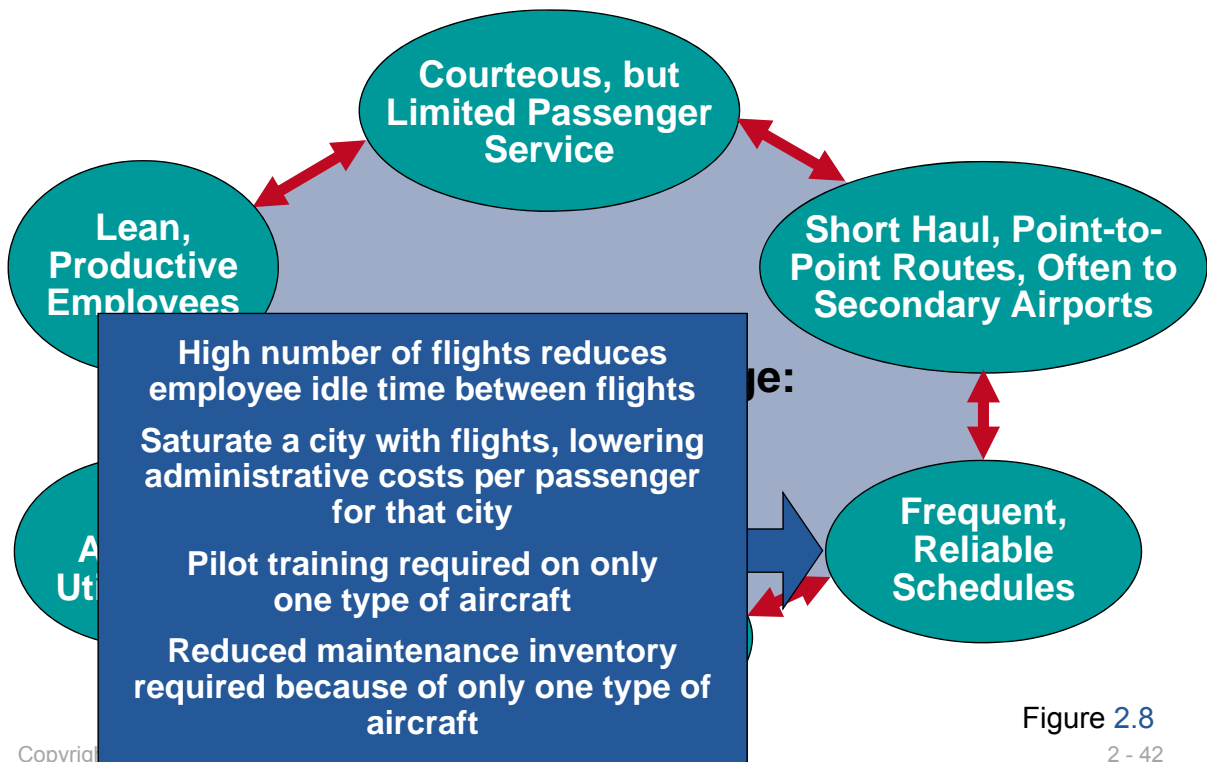 Courteous, but
Limited Passenger
Service
Lean,
Productive
Employees
Short Haul, Point-to-
Point Routes, Often to
Secondary Airports
High number of flights reduces
employee idle time between flights
Saturate a city with flights, lowering
administrative costs per passenger
for that city
Pilot training required on only
one type of aircraft
Reduced maintenance inventory
required because of only one type of
aircraft
Frequent,
Reliable
Schedules
Figure 2.8
2 - 42